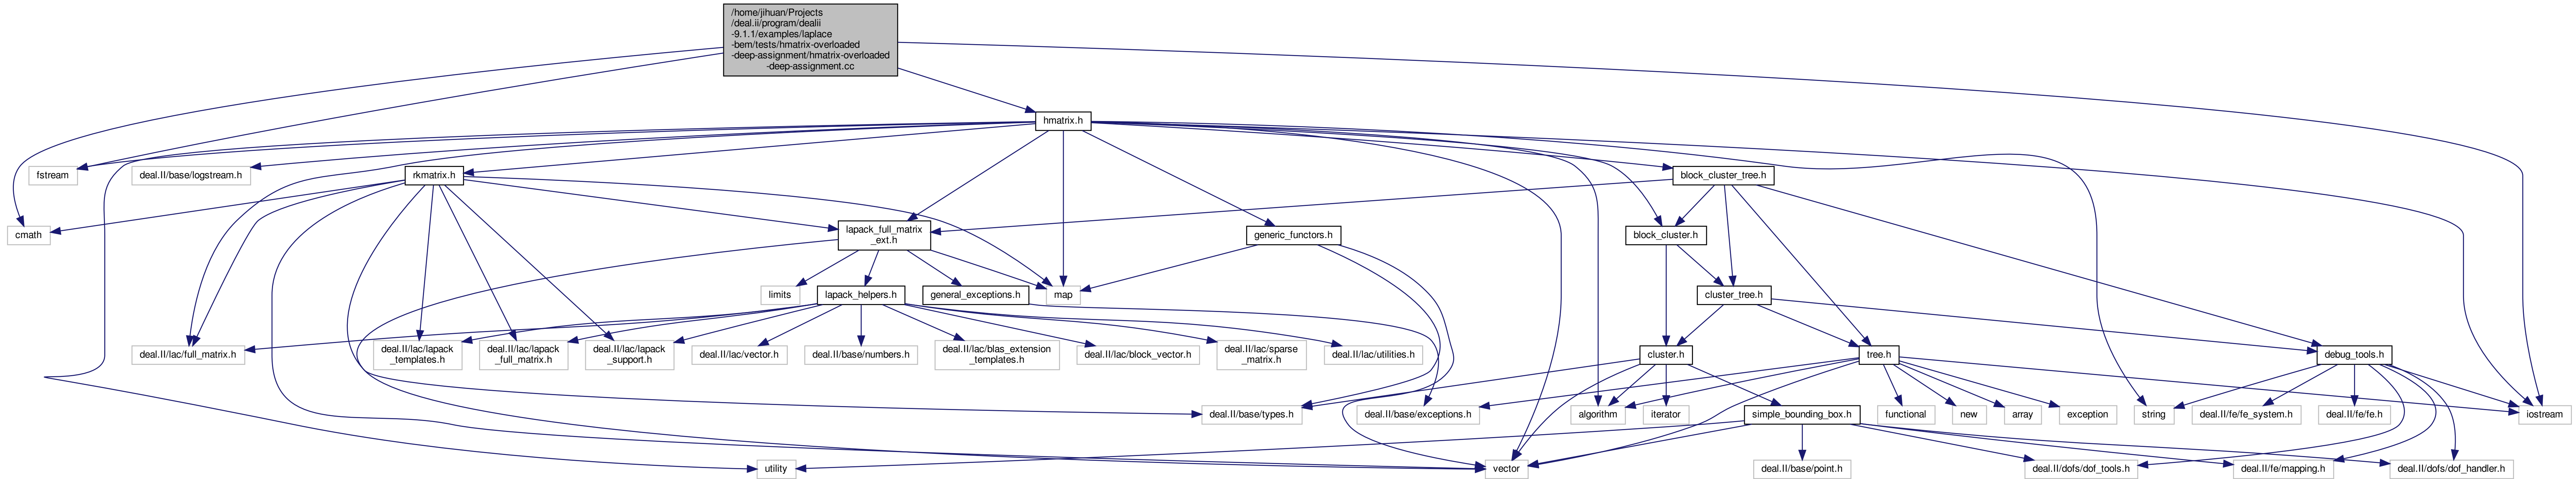 /home/jihuan/Projects
/deal.ii/program/dealii
-9.1.1/examples/laplace
-bem/tests/hmatrix-overloaded
-deep-assignment/hmatrix-overloaded
-deep-assignment.cc
hmatrix.h
fstream
deal.II/base/logstream.h
rkmatrix.h
block_cluster_tree.h
cmath
lapack_full_matrix
_ext.h
generic_functors.h
block_cluster.h
limits
lapack_helpers.h
general_exceptions.h
map
cluster_tree.h
deal.II/lac/full_matrix.h
deal.II/lac/lapack
_templates.h
deal.II/lac/lapack
_full_matrix.h
deal.II/lac/lapack
_support.h
deal.II/lac/vector.h
deal.II/base/numbers.h
deal.II/lac/blas_extension
_templates.h
deal.II/lac/block_vector.h
deal.II/lac/sparse
_matrix.h
deal.II/lac/utilities.h
cluster.h
tree.h
debug_tools.h
deal.II/base/types.h
deal.II/base/exceptions.h
algorithm
iterator
simple_bounding_box.h
functional
new
array
exception
string
deal.II/fe/fe_system.h
deal.II/fe/fe.h
iostream
utility
vector
deal.II/base/point.h
deal.II/dofs/dof_tools.h
deal.II/fe/mapping.h
deal.II/dofs/dof_handler.h